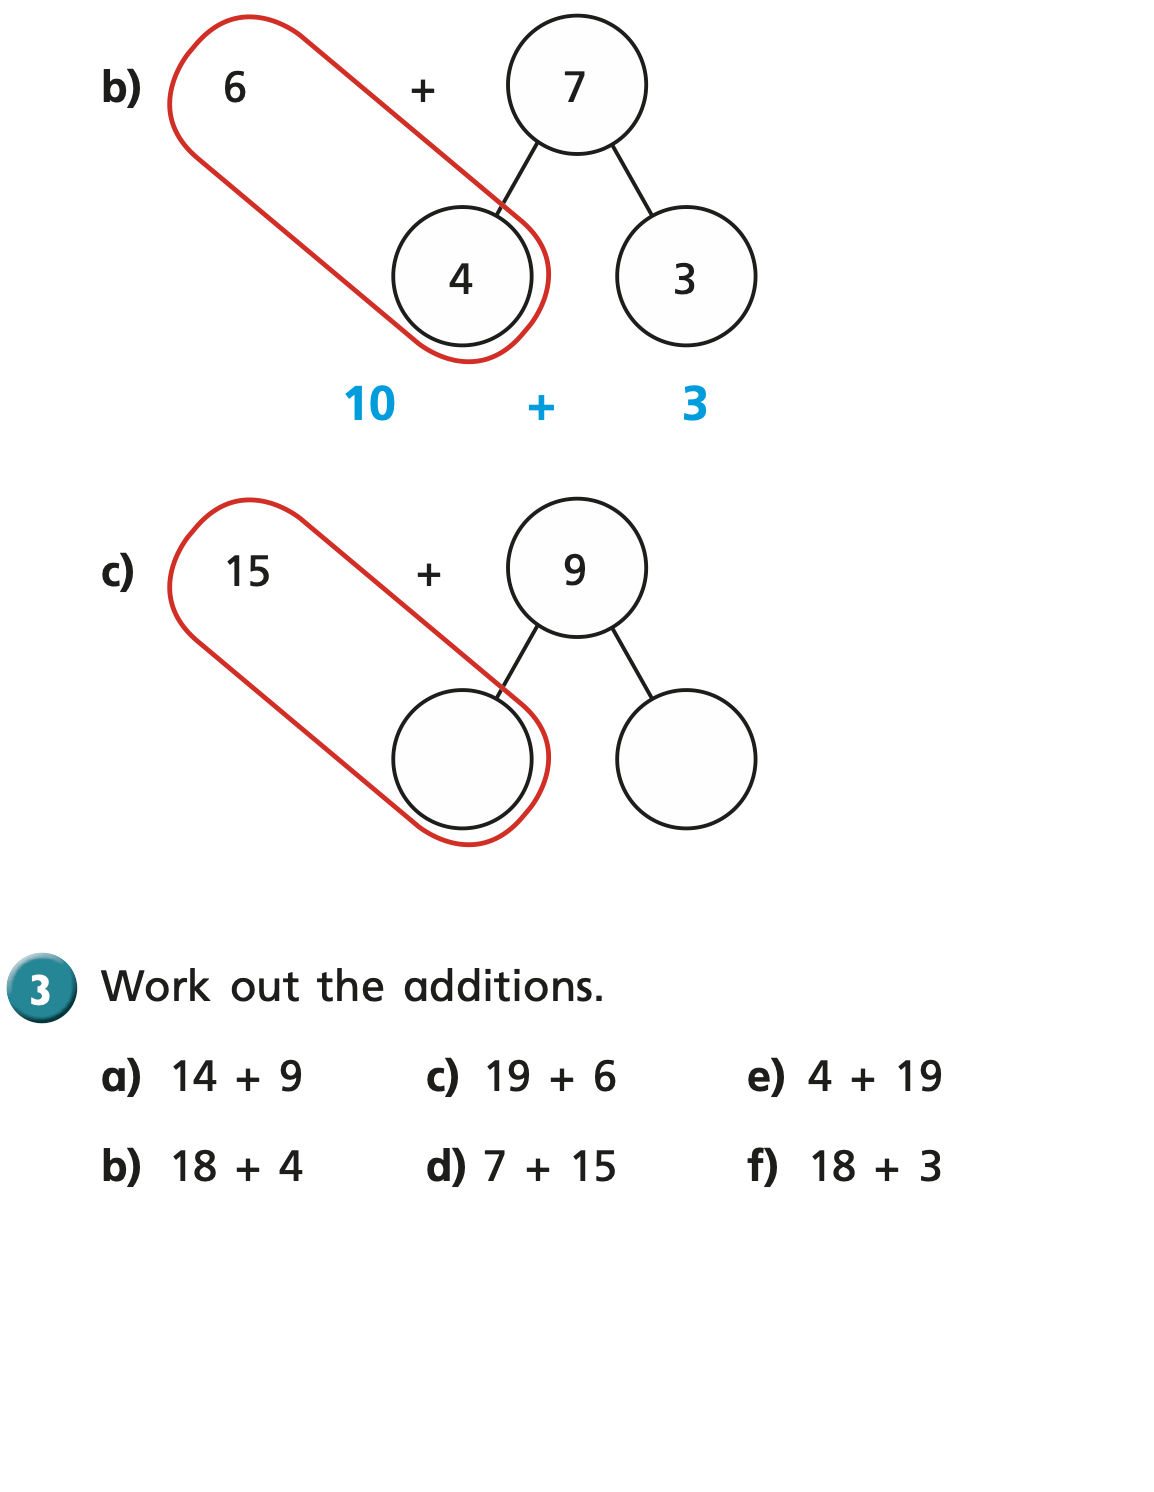 b) 6 + 7
4 3
10 + 3
c) 15 + 9
3 Work out the additions.
a) 14 + 9 c) 19 + 6 e) 4 + 19
b) 18 + 4 d) 7 + 15 f) 18 + 3